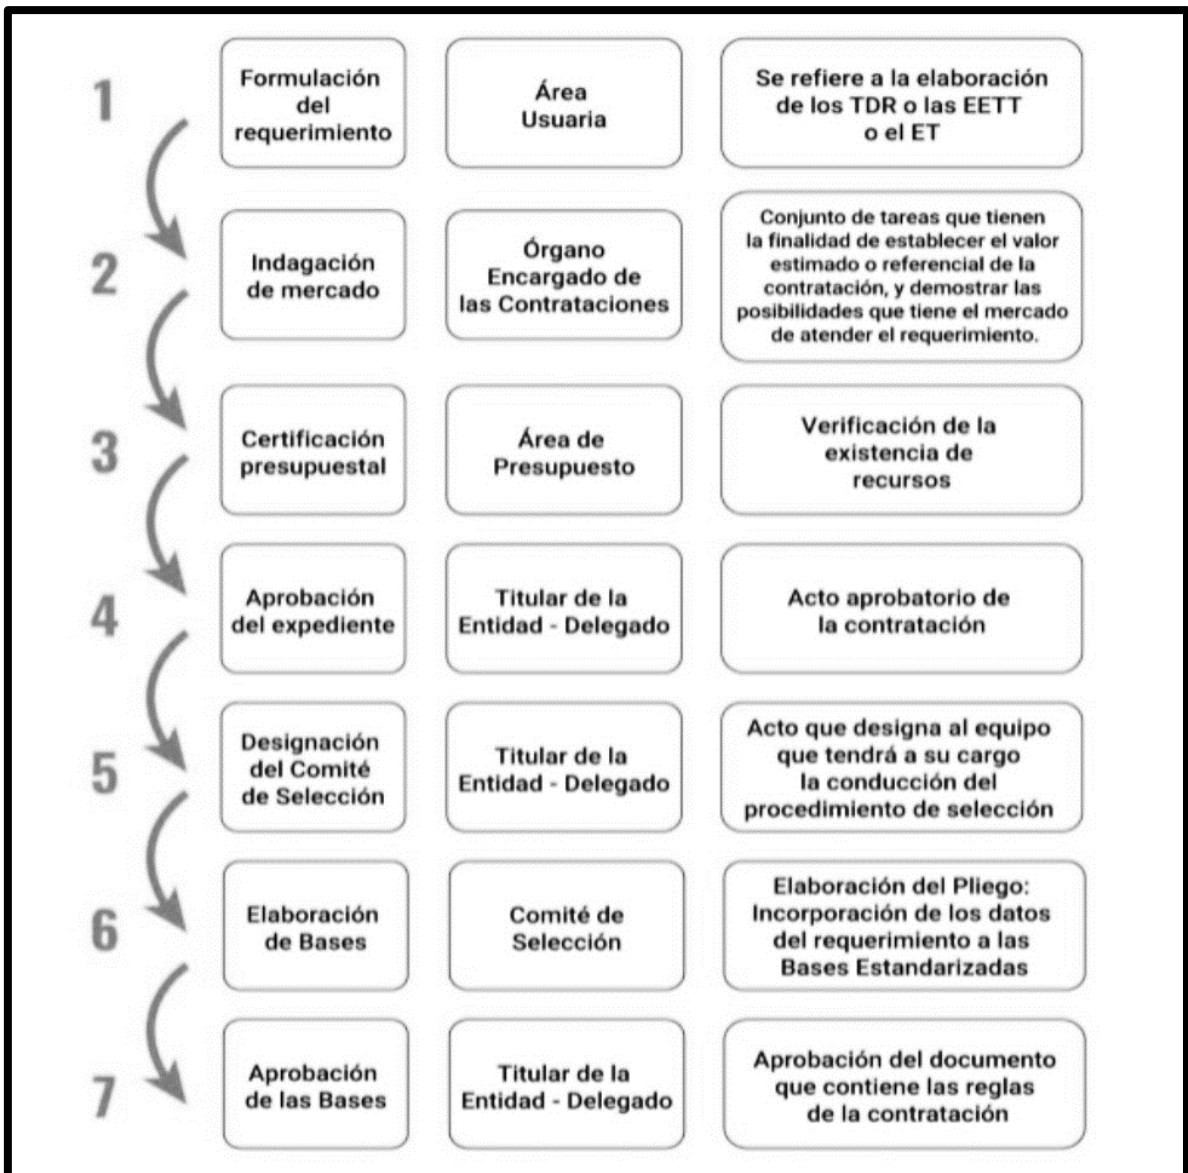 1
Formulación
del
requerimiento
Área
Usuaria
Se refiere a la elaboración
de los TDR o las EETT
o el ET
2
Indagación
de mercado
Órgano
Encargado de
las Contrataciones
Conjunto de tareas que tienen
la finalidad de establecer el valor
estimado o referencial de la
contratación, y demostrar las
posibilidades que tiene el mercado
de atender el requerimiento.
3
Certificación
presupuestal
Área de
Presupuesto
Verificación de la
existencia de
recursos
4
Aprobación
del expediente
Titular de la
Entidad - Delegado
Acto aprobatorio de
la contratación
5
Designación
del Comité
de Selección
Titular de la
Entidad - Delegado
Acto que designa al equipo
que tendrá a su cargo
la conducción del
procedimiento de selección
6
Elaboración
de Bases
Comité de
Selección
Elaboración del Pliego:
Incorporación de los datos
del requerimiento a las
Bases Estandarizadas
7
Aprobación
de las Bases
Titular de la
Entidad - Delegado
Aprobación del documento
que contiene las reglas
de la contratación